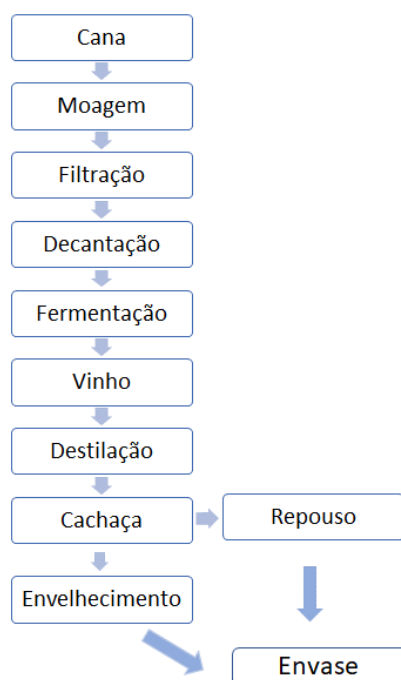 Cana
Moagem
Filtração
Decantação
Fermentação
Vinho
Destilação
Cachaça
Repouso
Envelhecimento
Envase